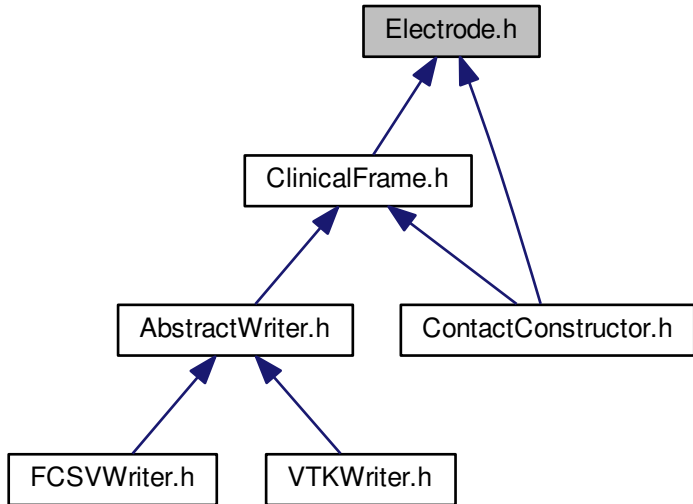 Electrode.h
ClinicalFrame.h
AbstractWriter.h
ContactConstructor.h
FCSVWriter.h
VTKWriter.h